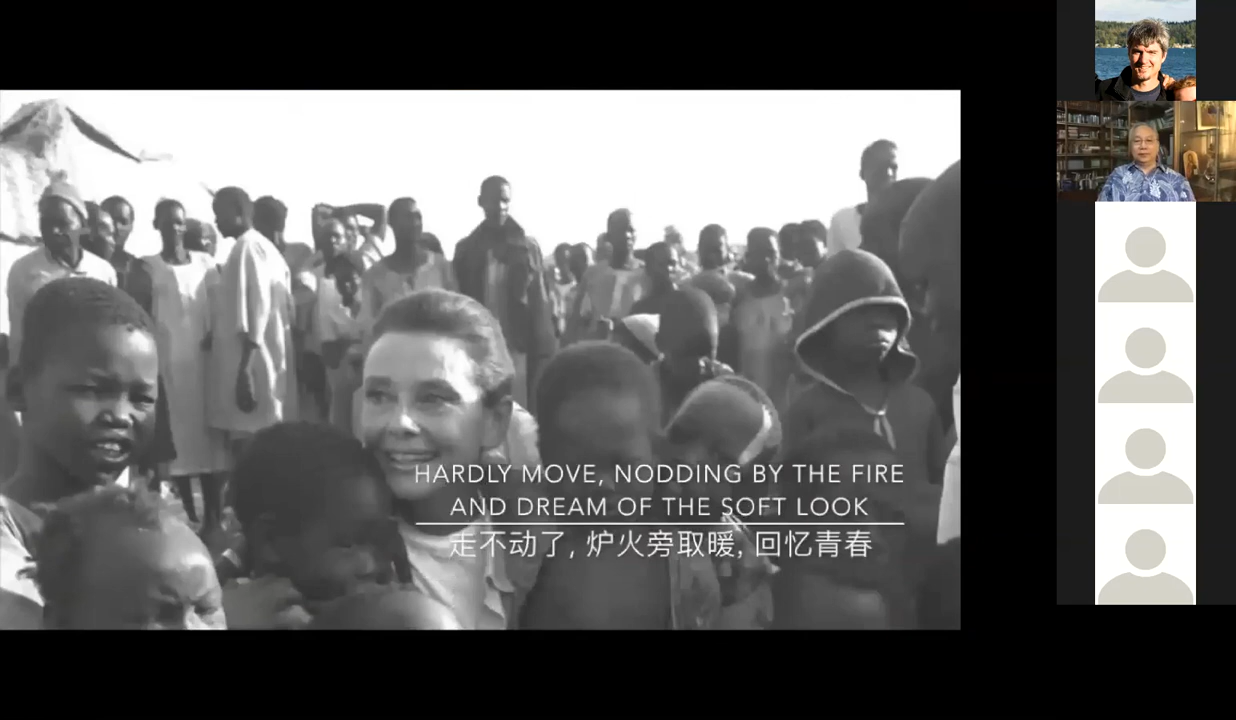 HARDLY MOVE, NODDING BY THE FIRE
AND DREAM OF THE SOFT LOOK
走不动了, 炉火旁取暖, 回忆青春